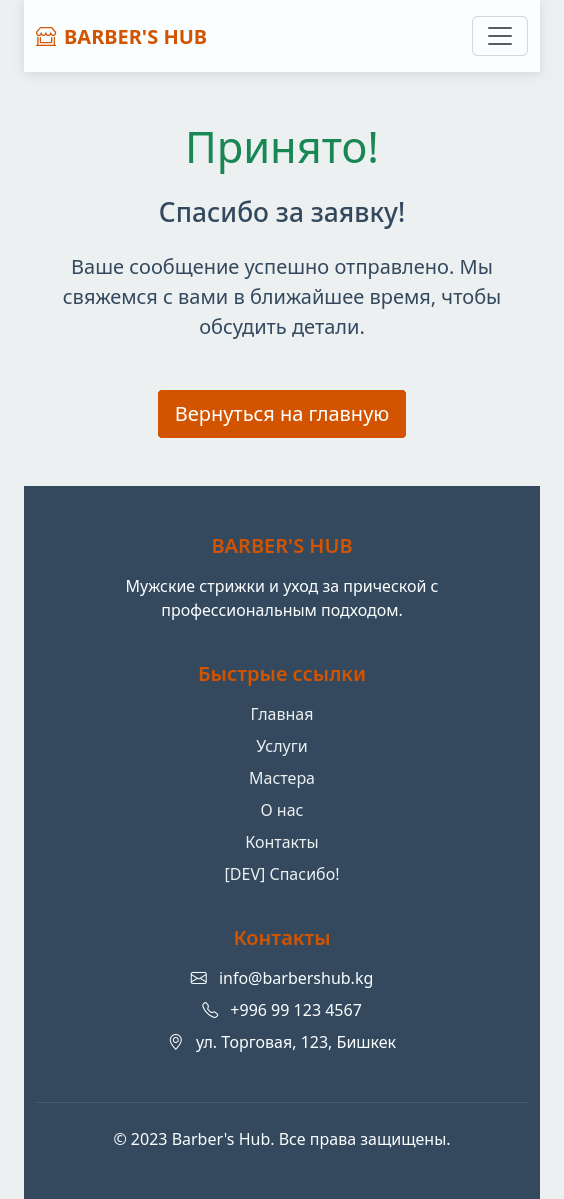 BARBER'S HUB
Принято!
Спасибо за заявку!
Ваше сообщение успешно отправлено. Мы
свяжемся с вами в ближайшее время, чтобы
обсудить детали.
Вернуться на главную
BARBER'S HUB
Мужские стрижки и уход за прической с
профессиональным подходом.
Быстрые ссылки
Главная
Услуги
Мастера
О нас
Контакты
[DEV] Спасибо!
Контакты
info@barbershub.kg
+996 99 123 4567
ул. Торговая, 123, Бишкек
© 2023 Barber's Hub. Все права защищены.